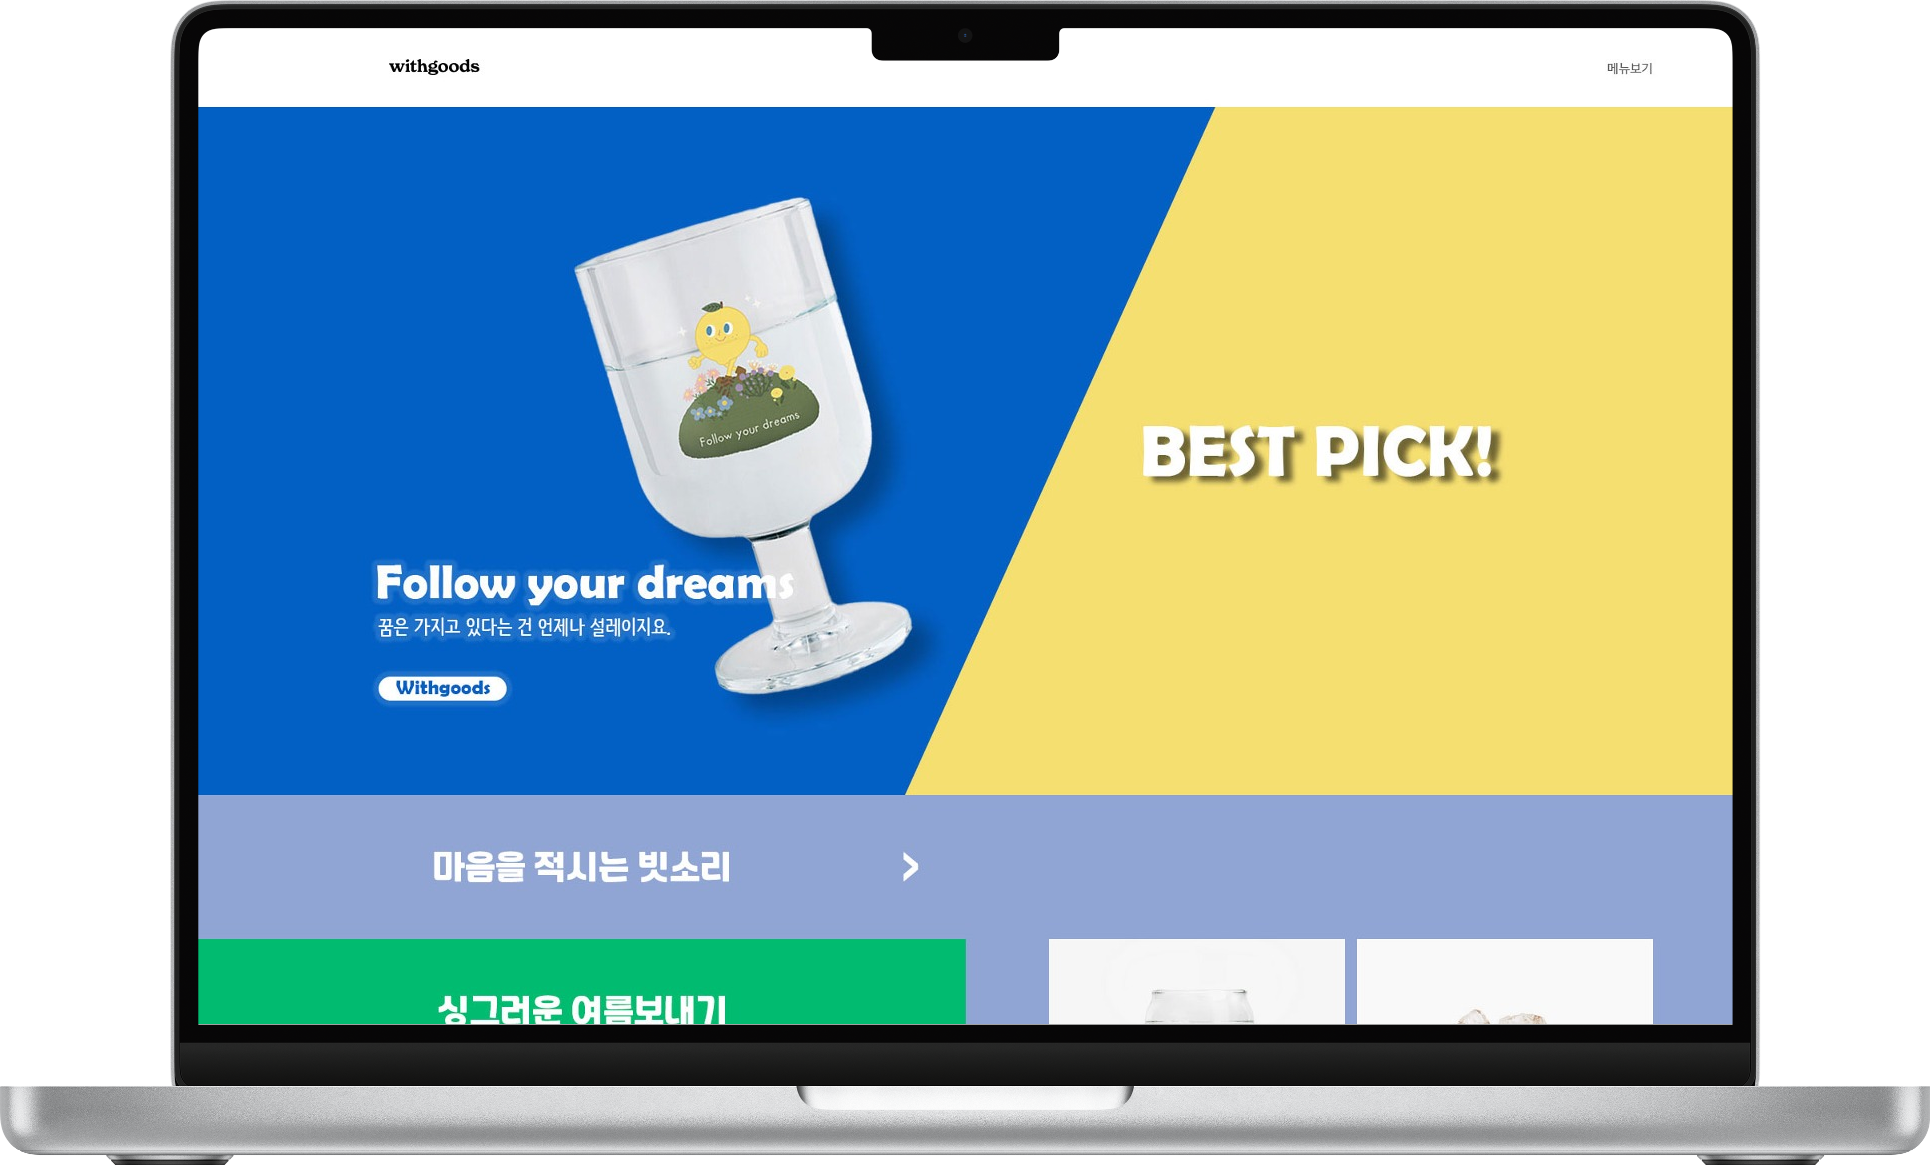 withgoods
메뉴보기
Follow your dreams
BEST PICK!
Follow your dreams
꿈은 가지고 있다는 건 언제나 설레이지요.
Withgoods
마음을 적시는 빗소리
싱그러운 여름보내기